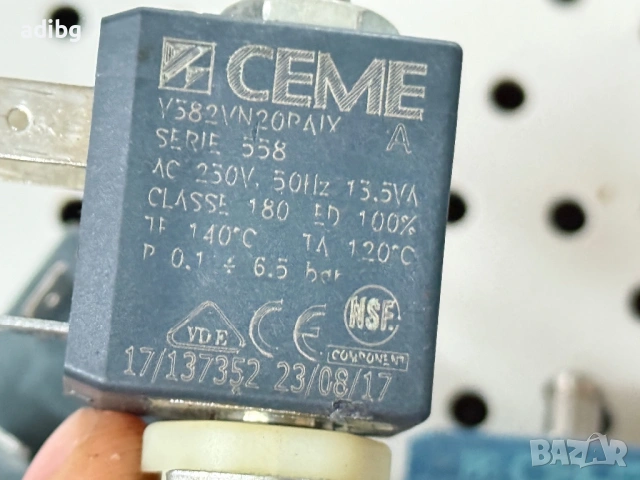 adibg
CEME
V582VN20PAIX A
SERIE 558
AC 230V. 50Hz 13.5VA
CLASSE 180 ED 100%
TF 140°C TA 120°C
P 0.1 ÷ 6.5 bar
VDE CE NSF.
COMPONENT
17/137352 23/08/17
CEME
BAZAR